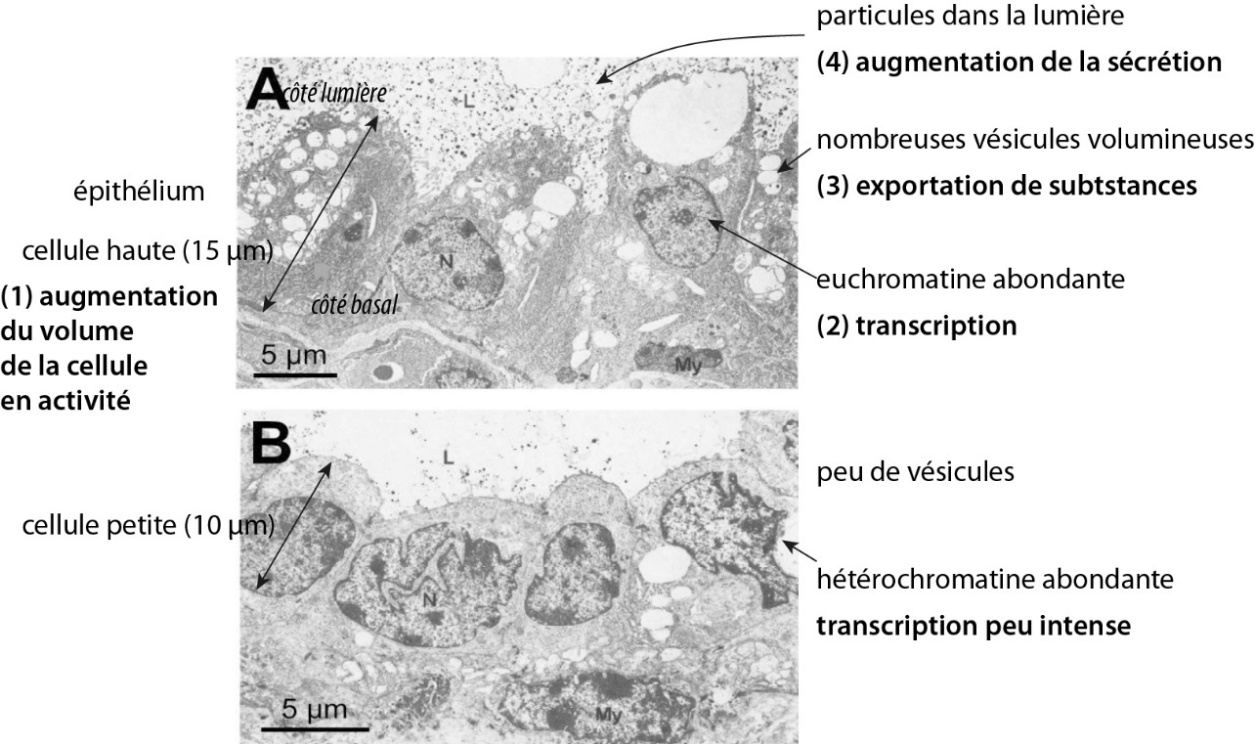 particules dans la lumière
(4) augmentation de la sécrétion
A
côté lumière
L
nombreuses vésicules volumineuses
(3) exportation de subtstances
épithélium
cellule haute (15 µm)
(1) augmentation
du volume
de la cellule
en activité
N
côté basal
euchromatine abondante
(2) transcription
5 µm
My
B
L
peu de vésicules
cellule petite (10 µm)
hétérochromatine abondante
transcription peu intense
N
5 µm
My